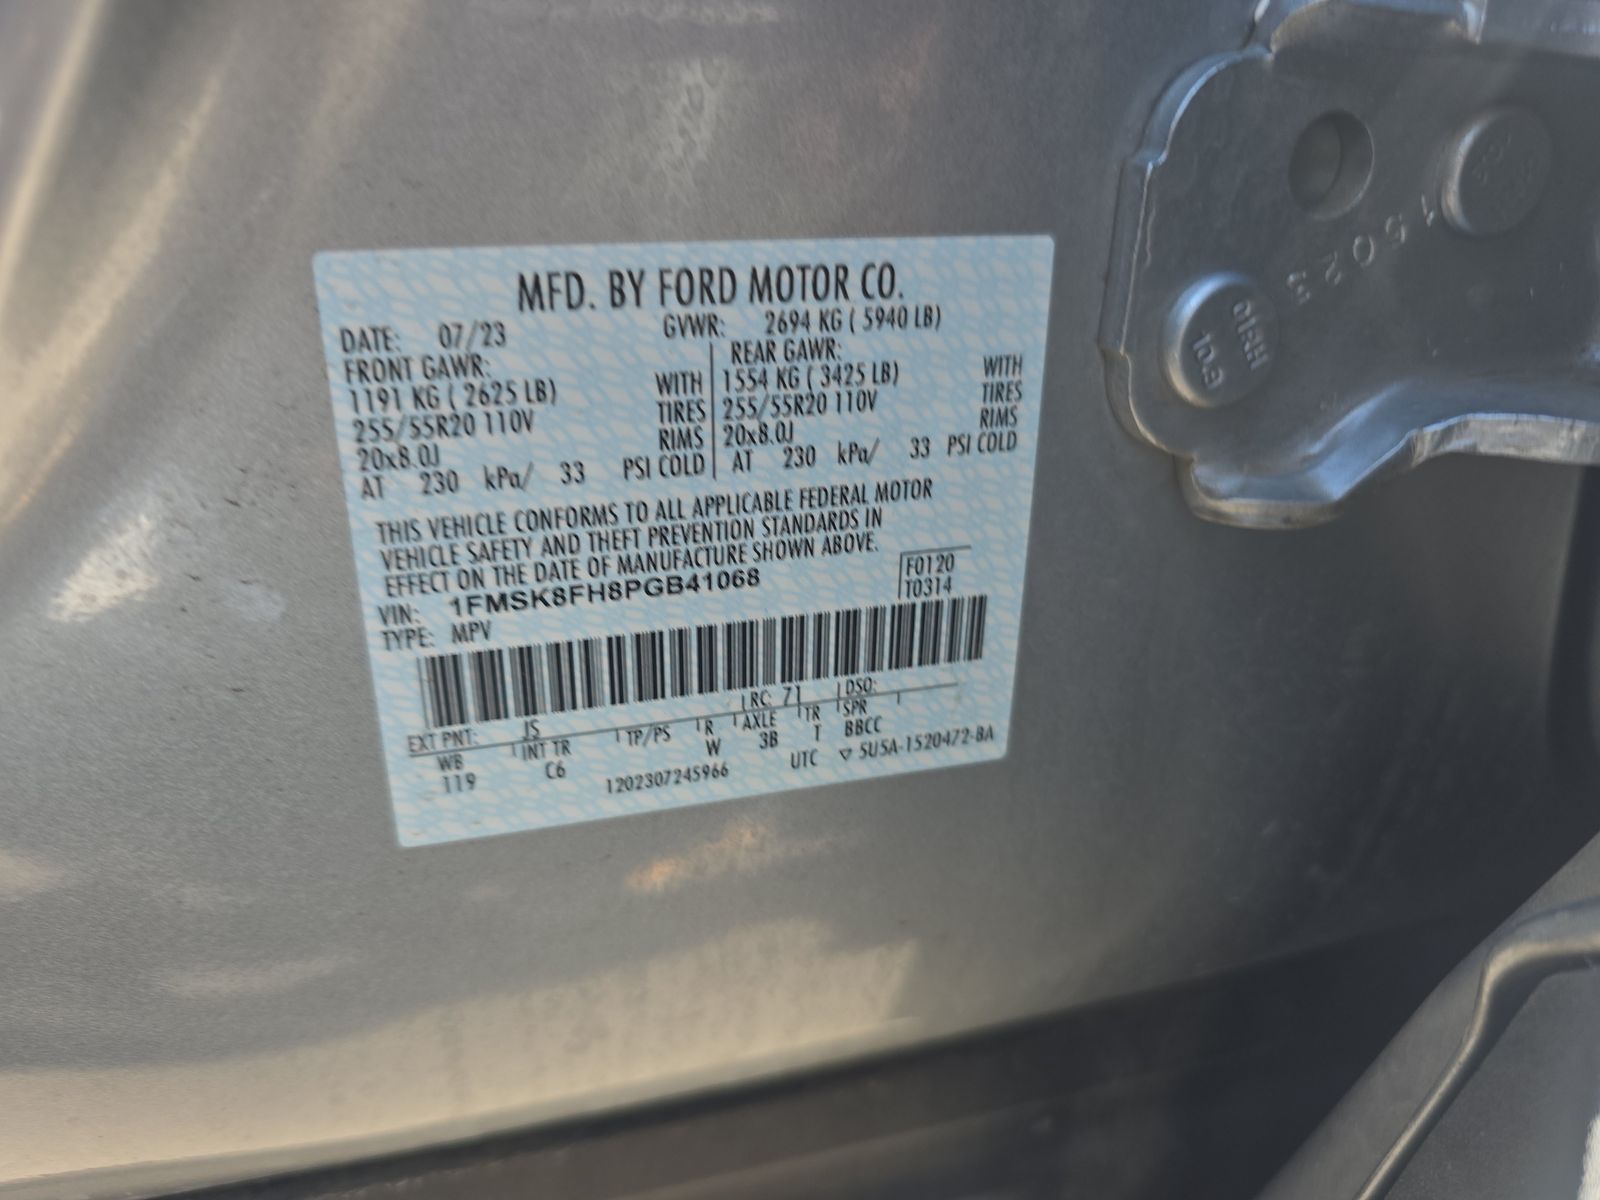 MFD. BY FORD MOTOR CO.
DATE: 07/23 GVWR: 2694 KG ( 5940 LB)
FRONT GAWR:
1191 KG ( 2625 LB) WITH
255/55R20 110V TIRES
20x8.0J RIMS
AT 230 kPa/ 33 PSI COLD
REAR GAWR:
1554 KG ( 3425 LB) WITH
255/55R20 110V TIRES
20x8.0J RIMS
AT 230 kPa/ 33 PSI COLD
THIS VEHICLE CONFORMS TO ALL APPLICABLE FEDERAL MOTOR
VEHICLE SAFETY AND THEFT PREVENTION STANDARDS IN
EFFECT ON THE DATE OF MANUFACTURE SHOWN ABOVE.
VIN: 1FMSK8FH8PGB41068
TYPE: MPV
F0120
T0314
EXT PNT: JS RC: 71 DSO:
WB INT TR TP/PS R AXLE TR SPR
119 C6 W 3B T BBCC
1202307245966 UTC ▽ 5U5A-1520472-BA
15023